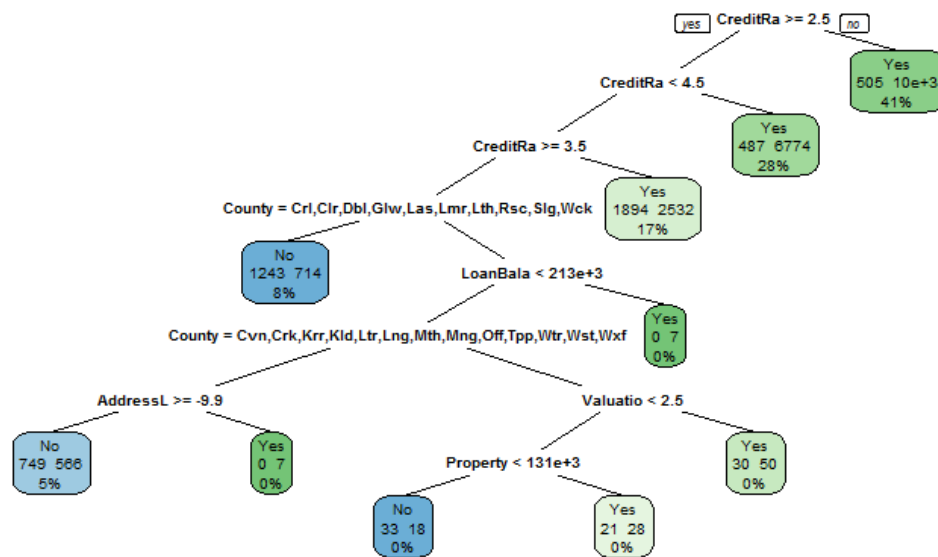 yes CreditRa >= 2.5 no
Yes
505 10e+3
41%
CreditRa < 4.5
Yes
487 6774
28%
CreditRa >= 3.5
Yes
1894 2532
17%
County = Crl,Clr,Dbl,Glw,Las,Lmr,Lth,Rsc,Slg,Wck
No
1243 714
8%
LoanBala < 213e+3
Yes
0 7
0%
County = Cvn,Crk,Krr,Kld,Ltr,Lng,Mth,Mng,Off,Tpp,Wtr,Wst,Wxf
AddressL >= -9.9
Valuatio < 2.5
No
749 566
5%
Yes
0 7
0%
Property < 131e+3
Yes
30 50
0%
No
33 18
0%
Yes
21 28
0%